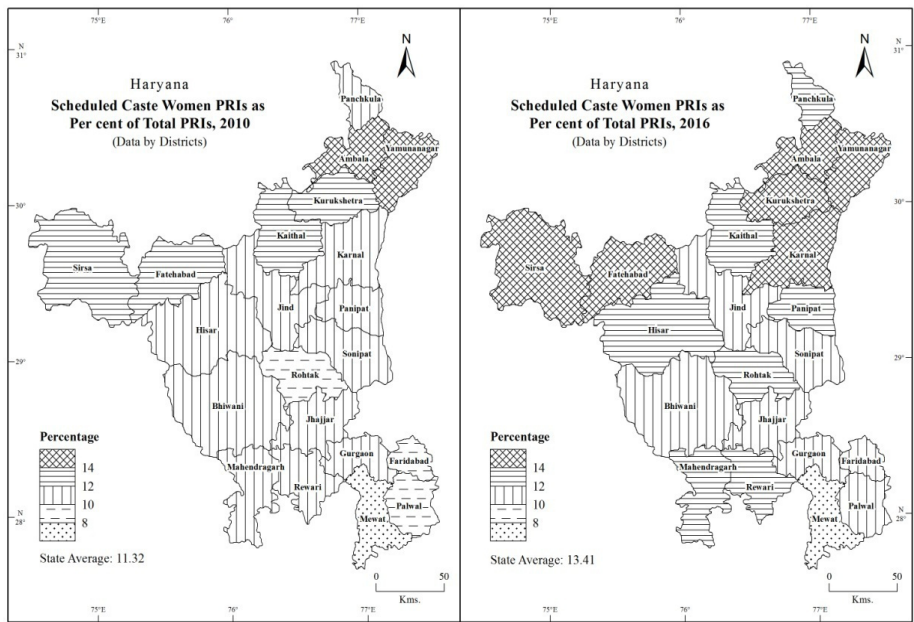 75°E
76°
77°E
N
31°
30°
29°
28°
N
Haryana
Scheduled Caste Women PRIs as
Per cent of Total PRIs, 2010
(Data by Districts)
Panchkula
Ambala
Yamunanagar
Kurukshetra
Kaithal
Karnal
Sirsa
Fatehabad
Jind
Panipat
Hisar
Sonipat
Rohtak
Bhiwani
Jhajjar
Gurgaon
Faridabad
Mahendragarh
Rewari
Palwal
Mewat
Percentage
14
12
10
8
State Average: 11.32
0 50
Kms.
75°E
76°
77°E
75°E
76°
77°E
N
31°
30°
29°
28°
N
Haryana
Scheduled Caste Women PRIs as
Per cent of Total PRIs, 2016
(Data by Districts)
Panchkula
Ambala
Yamunanagar
Kurukshetra
Kaithal
Karnal
Sirsa
Fatehabad
Jind
Panipat
Hisar
Sonipat
Rohtak
Bhiwani
Jhajjar
Gurgaon
Faridabad
Mahendragarh
Rewari
Palwal
Mewat
Percentage
14
12
10
8
State Average: 13.41
0 50
Kms.
75°E
76°
77°E
N
31°
30°
29°
28°